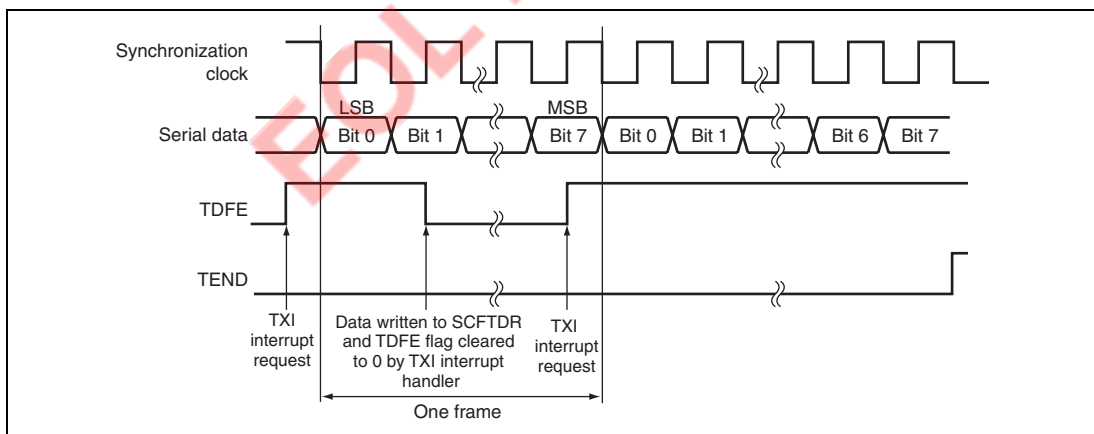 EOL
Synchronization
clock
LSB
MSB
Serial data
Bit 0
Bit 1
Bit 7
Bit 0
Bit 1
Bit 6
Bit 7
TDFE
TEND
TXI
interrupt
request
Data written to SCFTDR
and TDFE flag cleared
to 0 by TXI interrupt
handler
TXI
interrupt
request
One frame